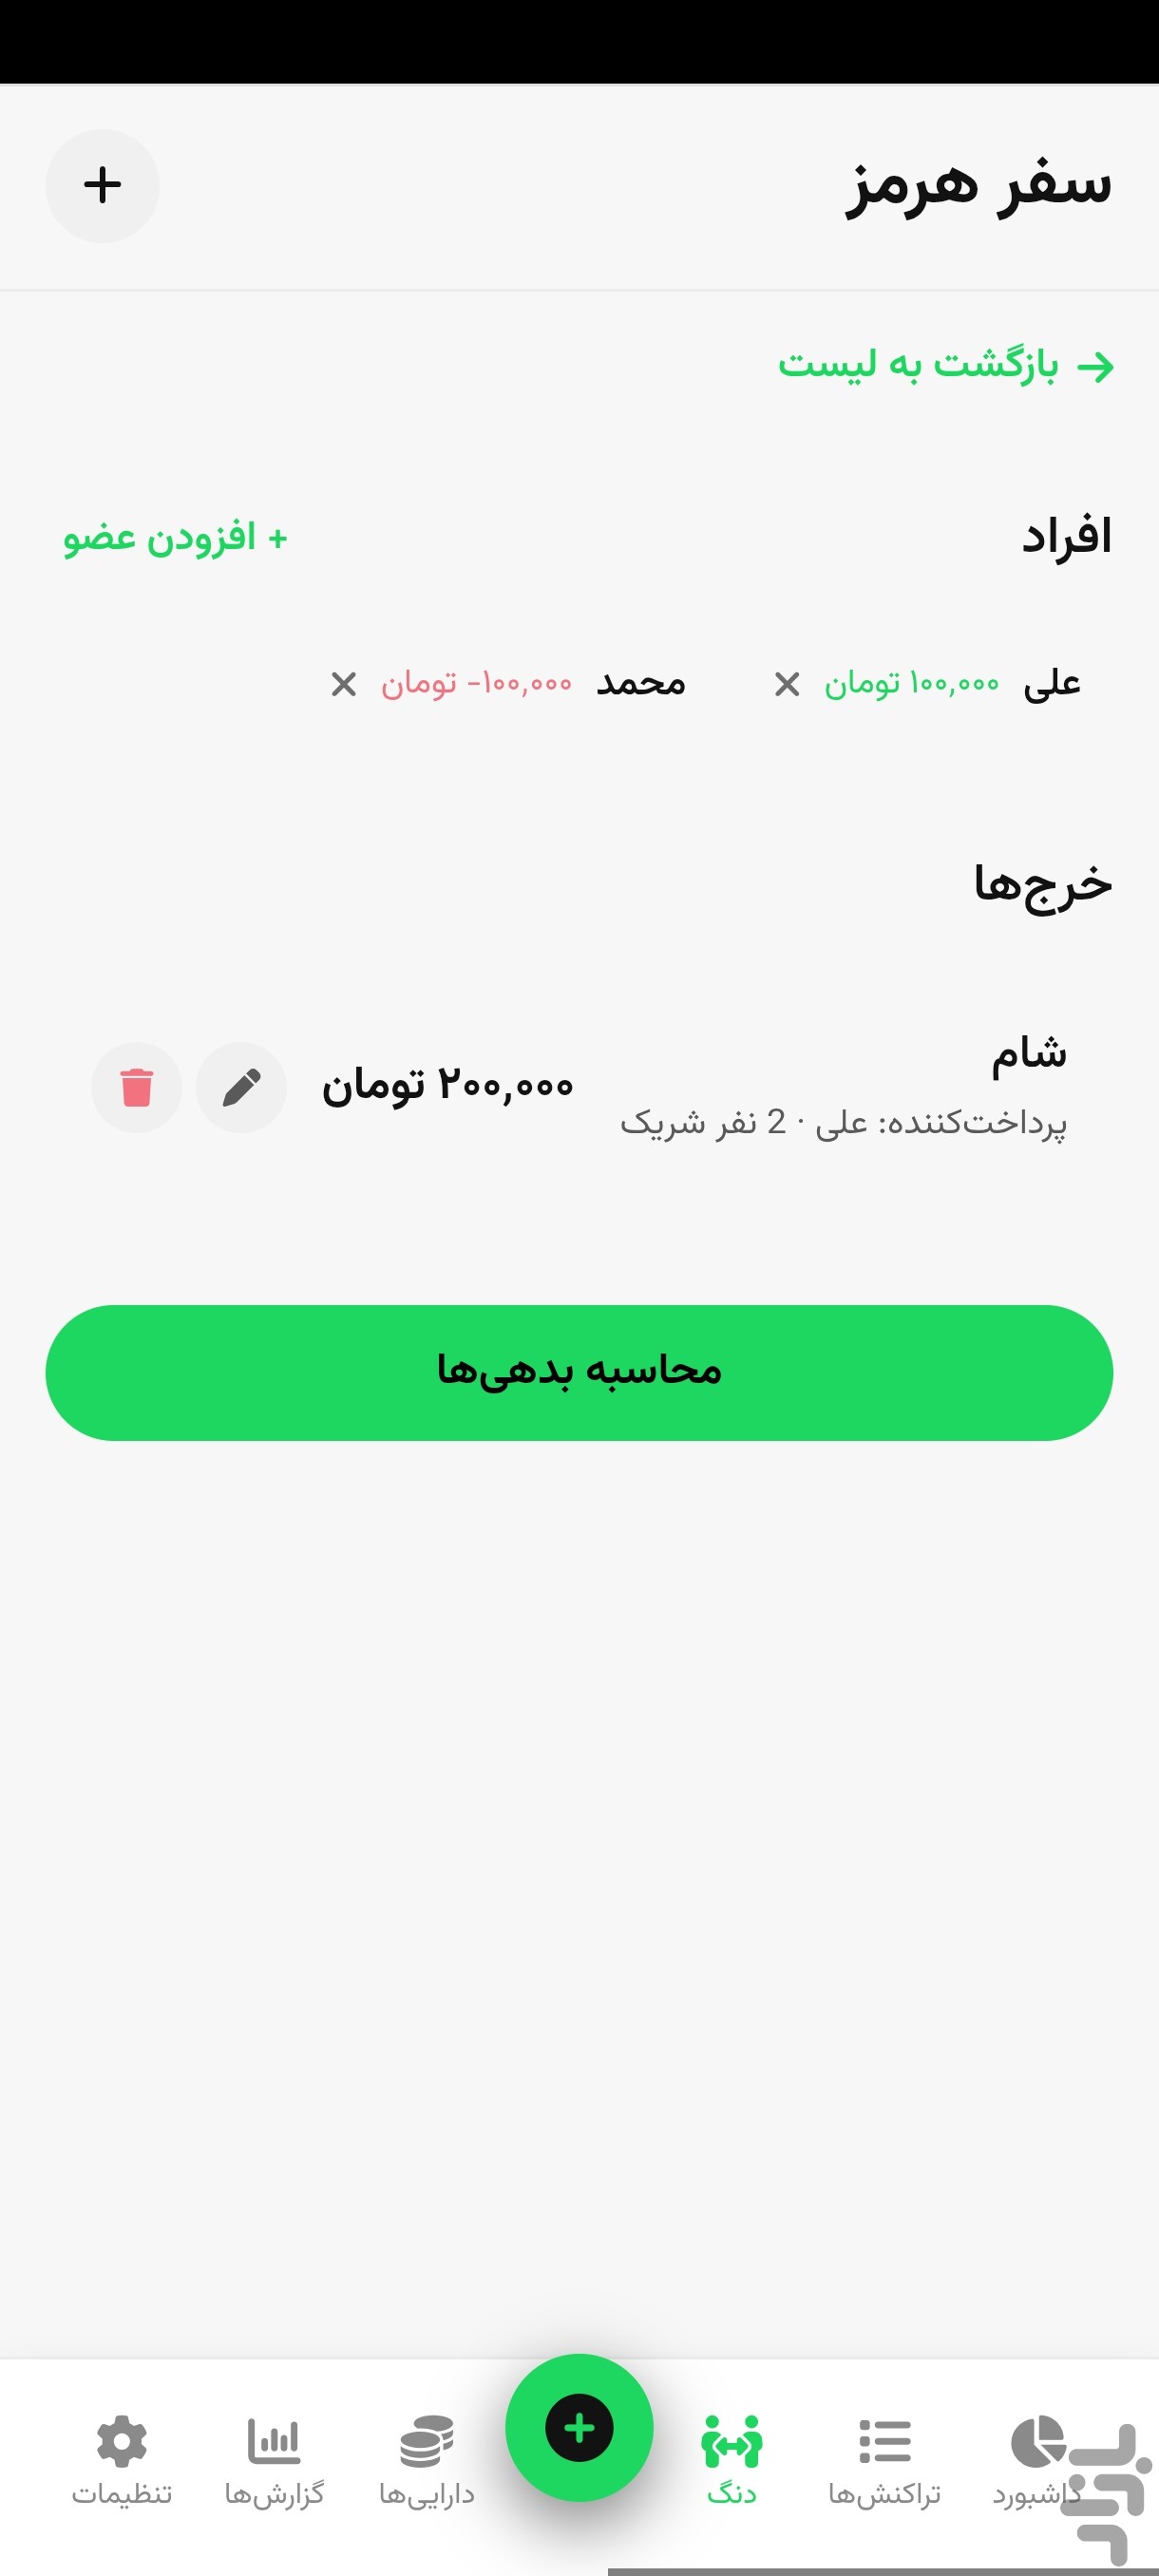 سفر هرمز
بازگشت به لیست
افراد
+ افزودن عضو
علی ۱۰۰,۰۰۰ تومان
محمد ۱۰۰,۰۰۰- تومان
خرج‌ها
شام
پرداخت‌کننده: علی · 2 نفر شریک
۲۰۰,۰۰۰ تومان
محاسبه بدهی‌ها
داشبورد
تراکنش‌ها
دنگ
دارایی‌ها
گزارش‌ها
تنظیمات